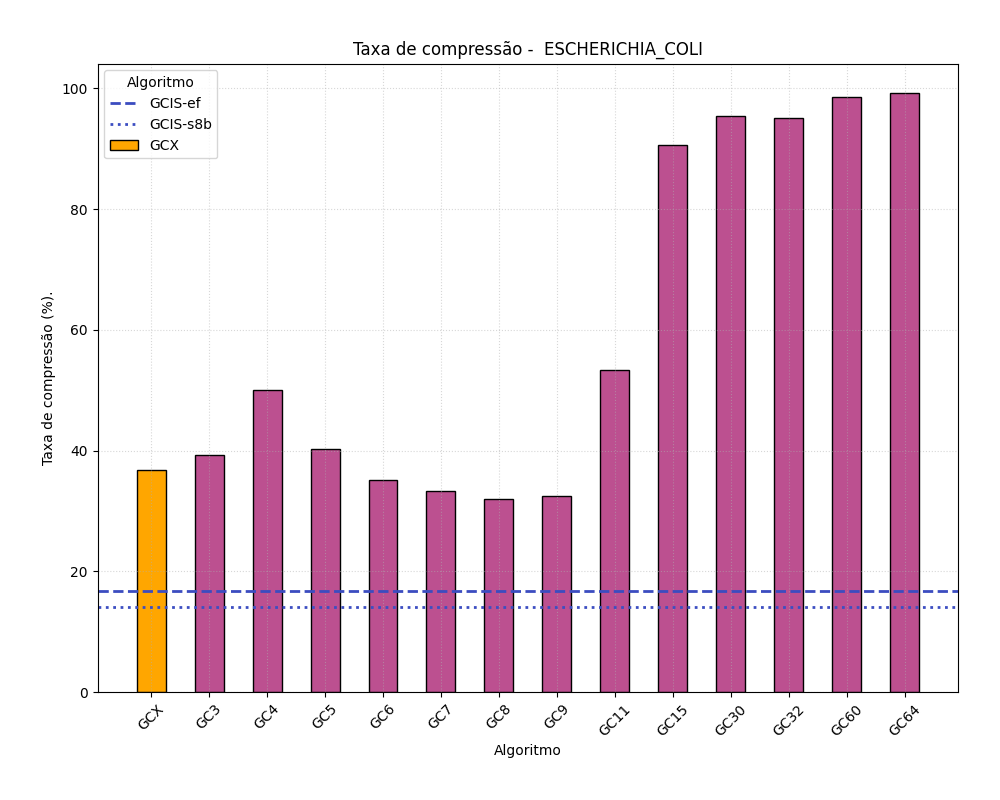 Taxa de compressão -  ESCHERICHIA_COLI
Algoritmo
GCIS-ef
GCIS-s8b
GCX
Taxa de compressão (%).
100
80
60
40
20
0
GCX
GC3
GC4
GC5
GC6
GC7
GC8
GC9
GC11
GC15
GC30
GC32
GC60
GC64
Algoritmo